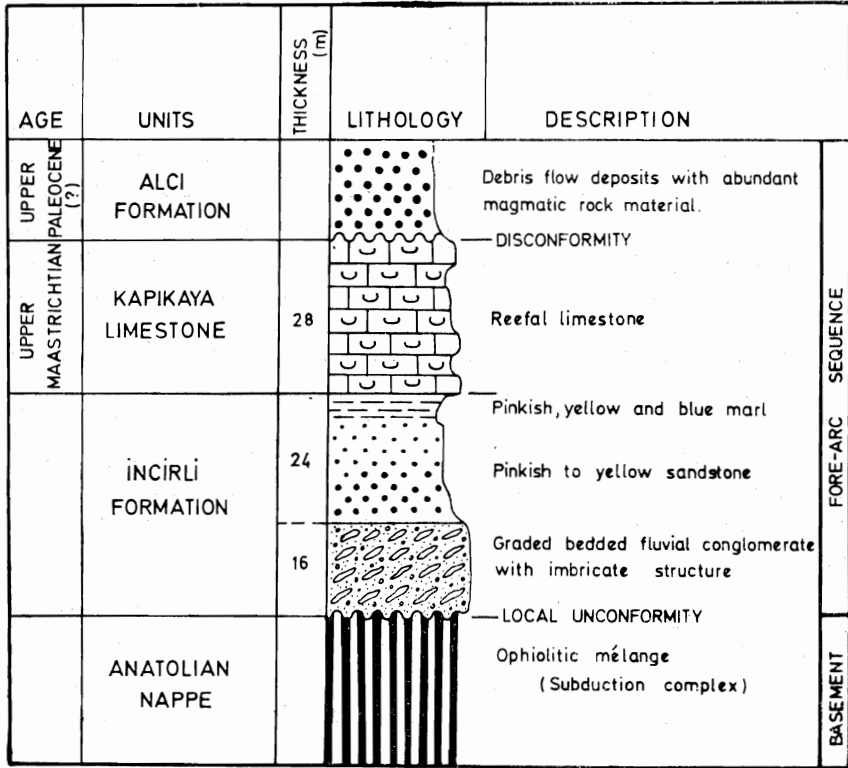 AGE
UNITS
THICKNESS
(m)
LITHOLOGY
DESCRIPTION
UPPER
PALEOCENE
(?)
ALCI
FORMATION
Debris flow deposits with abundant
magmatic rock material.
DISCONFORMITY
UPPER
MAASTRICHTIAN
KAPIKAYA
LIMESTONE
28
Reefal limestone
İNCİRLİ
FORMATION
24
16
Pinkish, yellow and blue marl
Pinkish to yellow sandstone
Graded bedded fluvial conglomerate
with imbricate structure
LOCAL UNCONFORMITY
FORE-ARC SEQUENCE
ANATOLIAN
NAPPE
Ophiolitic mélange
(Subduction complex)
BASEMENT